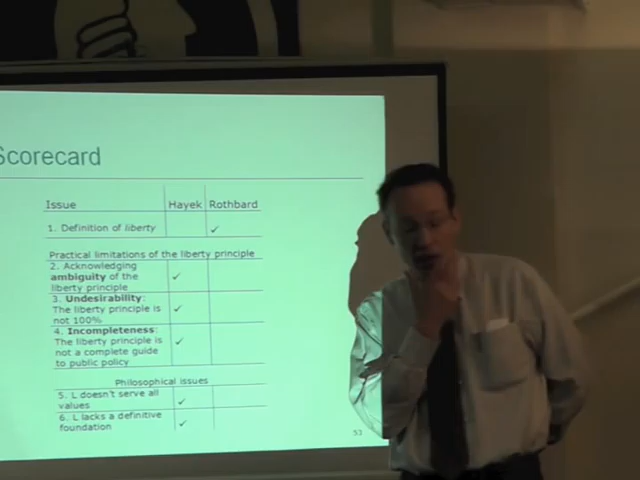 Scorecard
Issue Hayek Rothbard
1. Definition of liberty ✓
Practical limitations of the liberty principle
2. Acknowledging
ambiguity of the ✓
liberty principle
3. Undesirability:
The liberty principle is ✓
not 100%
4. Incompleteness:
The liberty principle is ✓
not a complete guide
to public policy
Philosophical issues
5. L doesn't serve all
values ✓
6. L lacks a definitive
foundation ✓
53